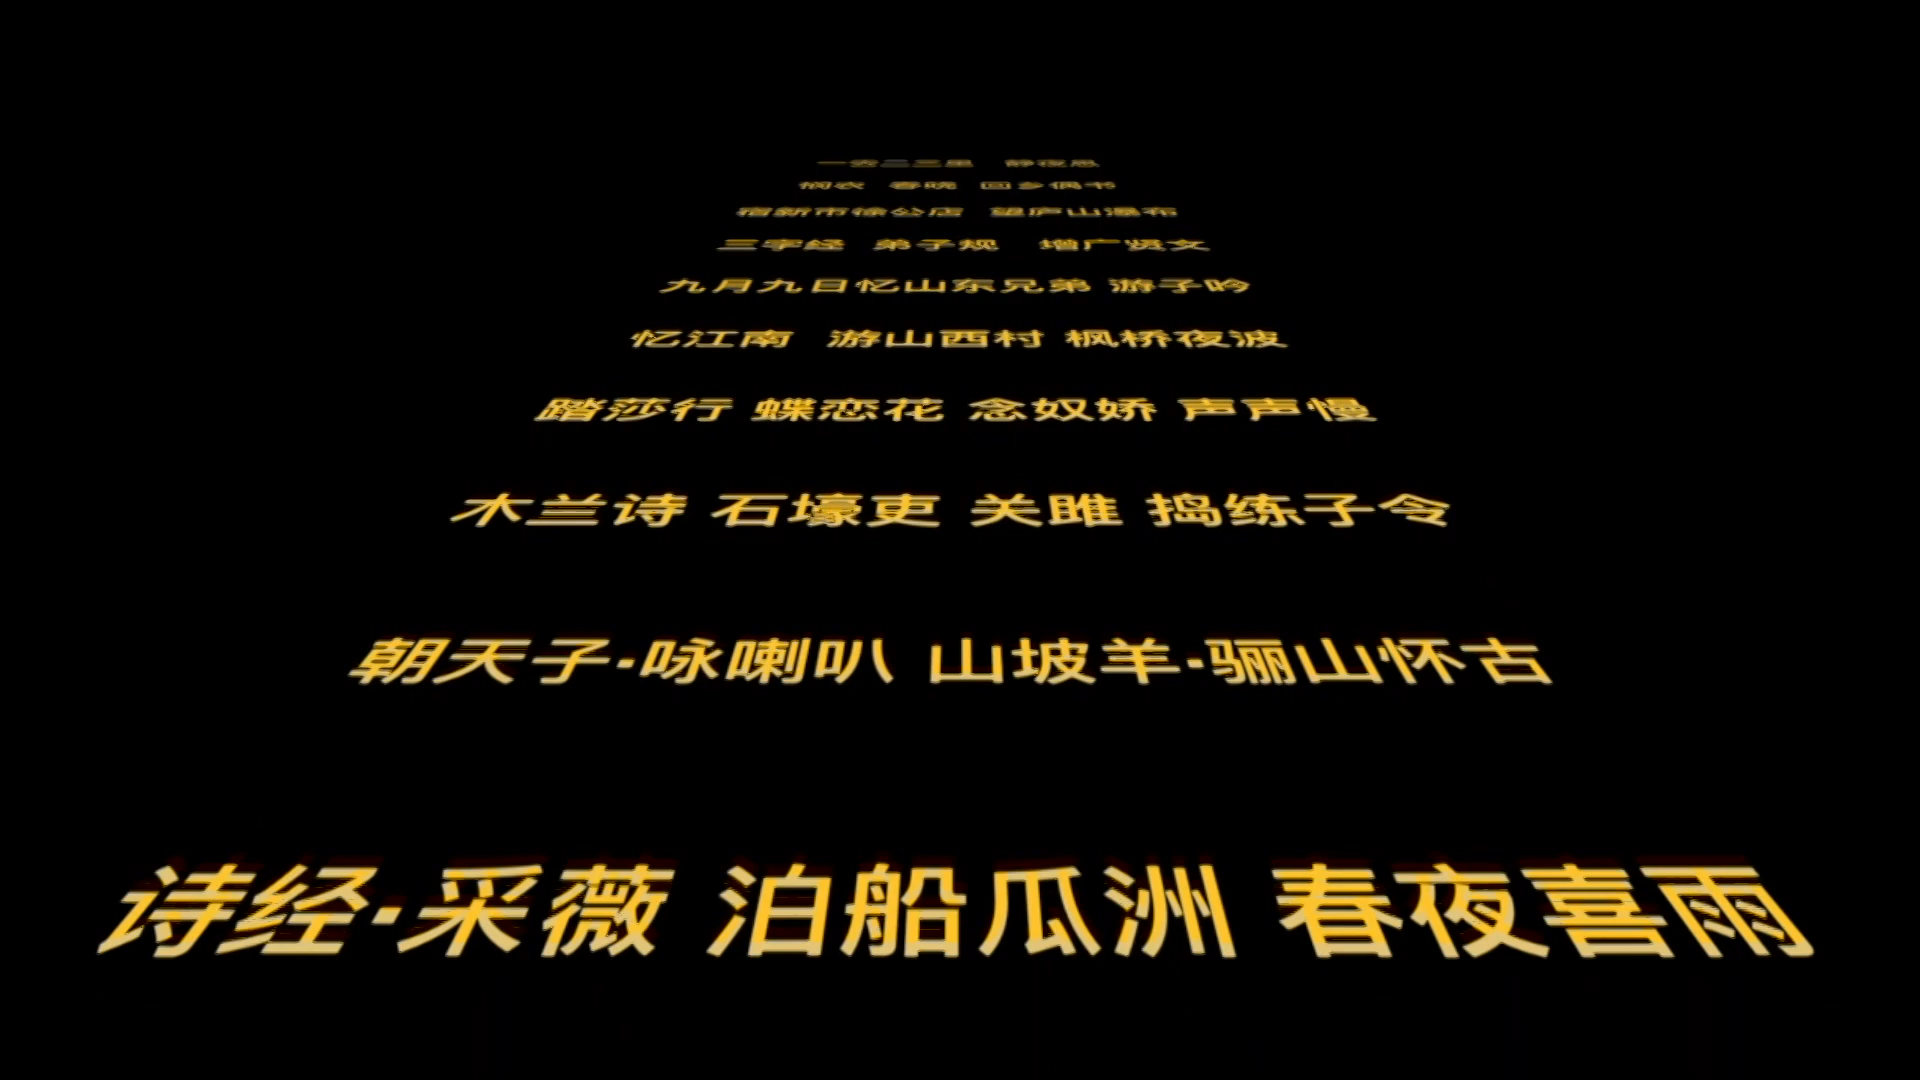 一去二三里 静夜思
悯农 春晓 回乡偶书
宿新市徐公店 望庐山瀑布
三字经 弟子规 增广贤文
九月九日忆山东兄弟 游子吟
忆江南 游山西村 枫桥夜泊
踏莎行 蝶恋花 念奴娇 声声慢
木兰诗 石壕吏 关雎 捣练子令
朝天子·咏喇叭 山坡羊·骊山怀古
诗经·采薇 泊船瓜洲 春夜喜雨